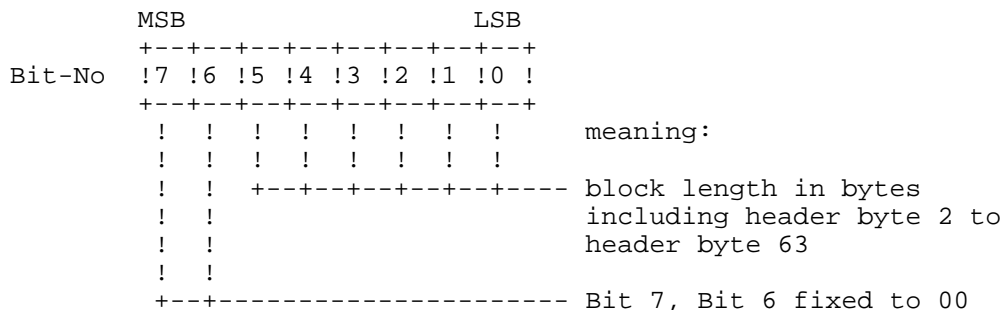 MSB                   LSB
        +--+--+--+--+--+--+--+--+
Bit-No  !7 !6 !5 !4 !3 !2 !1 !0 !
        +--+--+--+--+--+--+--+--+
         !  !  !  !  !  !  !  !     meaning:
         !  !  !  !  !  !  !  !
         !  !  +--+--+--+--+--+---- block length in bytes
         !  !                       including header byte 2 to
         !  !                       header byte 63
         !  !
         +--+---------------------- Bit 7, Bit 6 fixed to 00